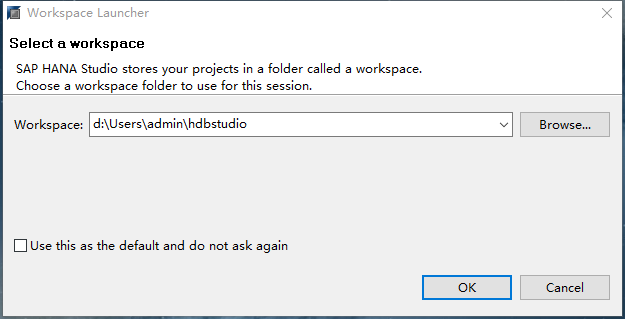 Workspace Launcher
Select a workspace
SAP HANA Studio stores your projects in a folder called a workspace.
Choose a workspace folder to use for this session.
Workspace: d:\Users\admin\hdbstudio Browse...
Use this as the default and do not ask again
OK Cancel